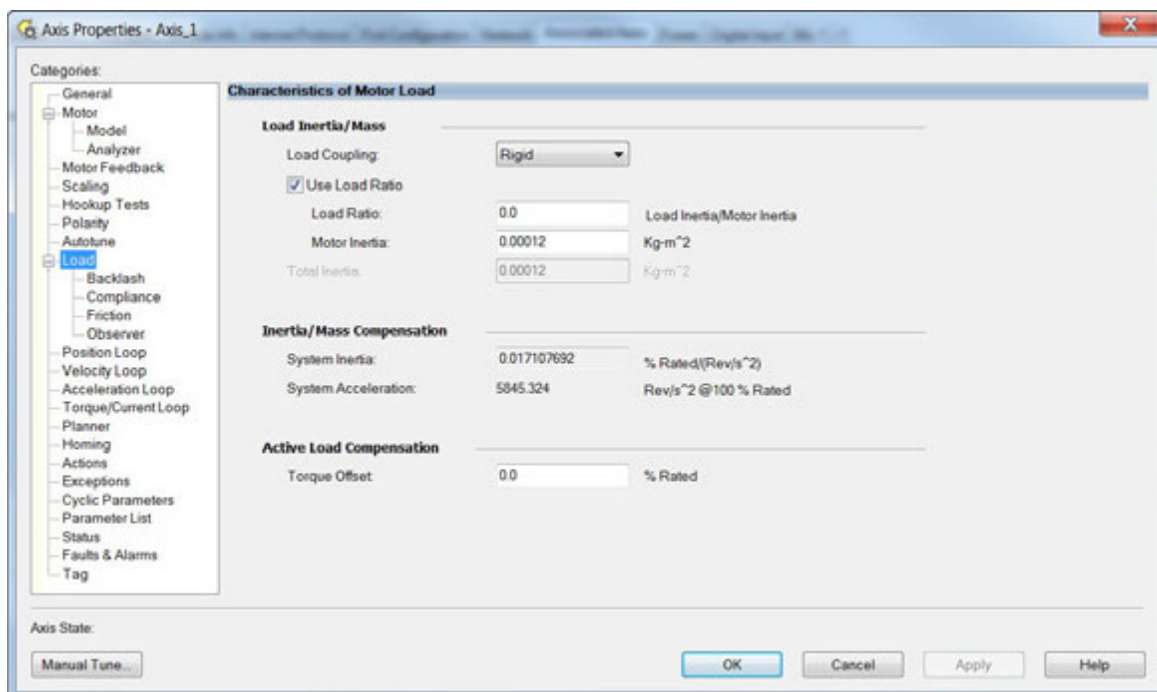 Axis Properties - Axis_1
Categories:
General
Motor
Model
Analyzer
Motor Feedback
Scaling
Hookup Tests
Polarity
Autotune
Load
Backlash
Compliance
Friction
Observer
Position Loop
Velocity Loop
Acceleration Loop
Torque/Current Loop
Planner
Homing
Actions
Exceptions
Cyclic Parameters
Parameter List
Status
Faults & Alarms
Tag
Characteristics of Motor Load
Load Inertia/Mass
Load Coupling: Rigid
Use Load Ratio
Load Ratio: 0.0 Load Inertia/Motor Inertia
Motor Inertia: 0.00012 Kg-m^2
Total Inertia: 0.00012 Kg-m^2
Inertia/Mass Compensation
System Inertia: 0.017107692 % Rated/(Rev/s^2)
System Acceleration: 5845.324 Rev/s^2 @100 % Rated
Active Load Compensation
Torque Offset: 0.0 % Rated
Axis State:
Manual Tune... OK Cancel Apply Help